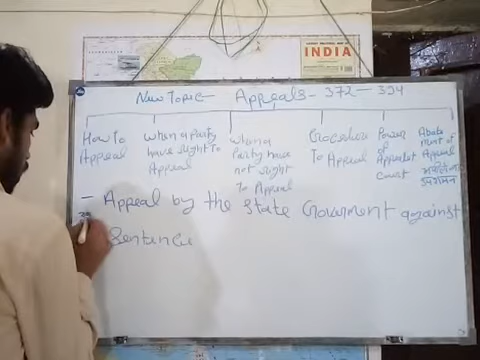 INDIA
New Topic - Appeals - 372 - 394
How To Appeal
when a party have right To Appeal
when a Party have not right To Appeal
Procedure To Appeal
Power of Appellate Court
Abatement of Appeal
उपशमन
- Appeal by the State Government against
Sentence